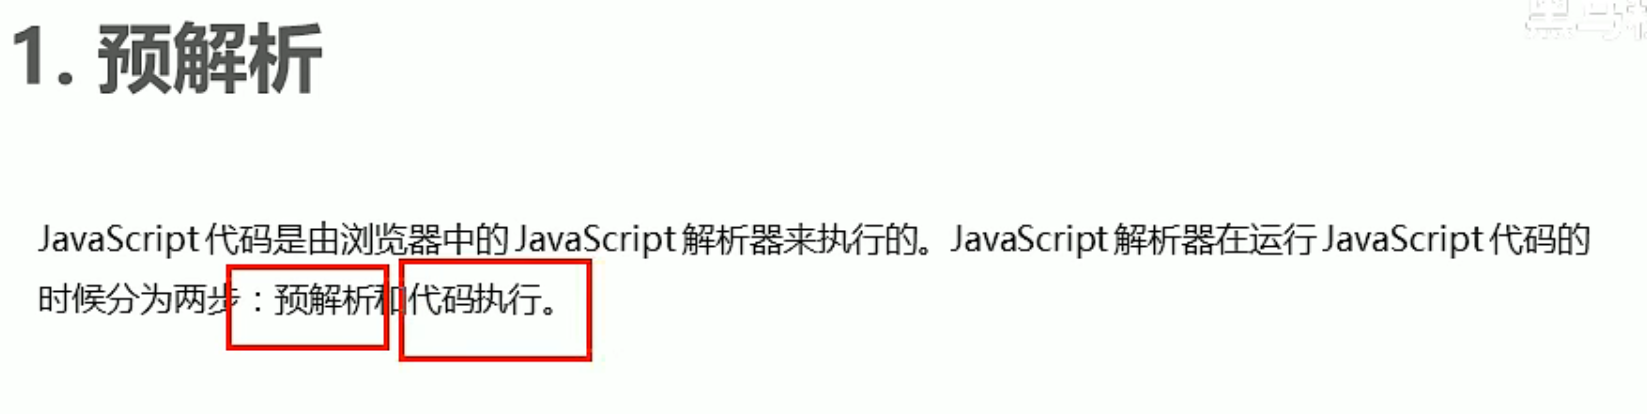 1. 预解析
JavaScript 代码是由浏览器中的 JavaScript 解析器来执行的。JavaScript 解析器在运行 JavaScript 代码的
时候分为两步：预解析和代码执行。